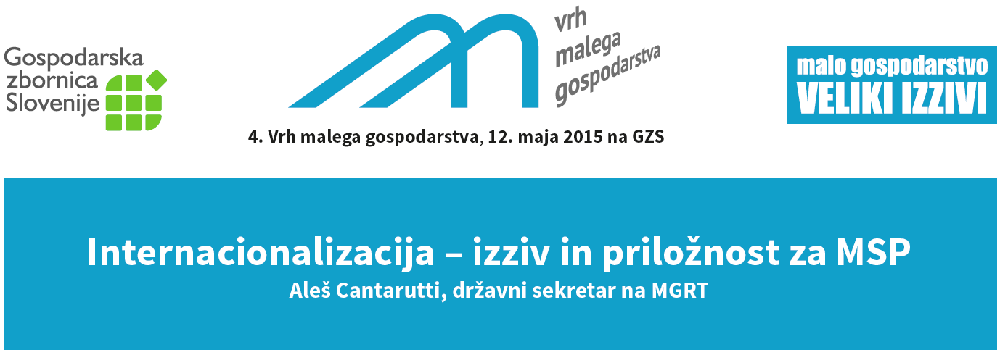 Gospodarska
zbornica
Slovenije
vrh
malega
gospodarstva
malo gospodarstvo
VELIKI IZZIVI
4. Vrh malega gospodarstva, 12. maja 2015 na GZS
Internacionalizacija – izziv in priložnost za MSP
Aleš Cantarutti, državni sekretar na MGRT